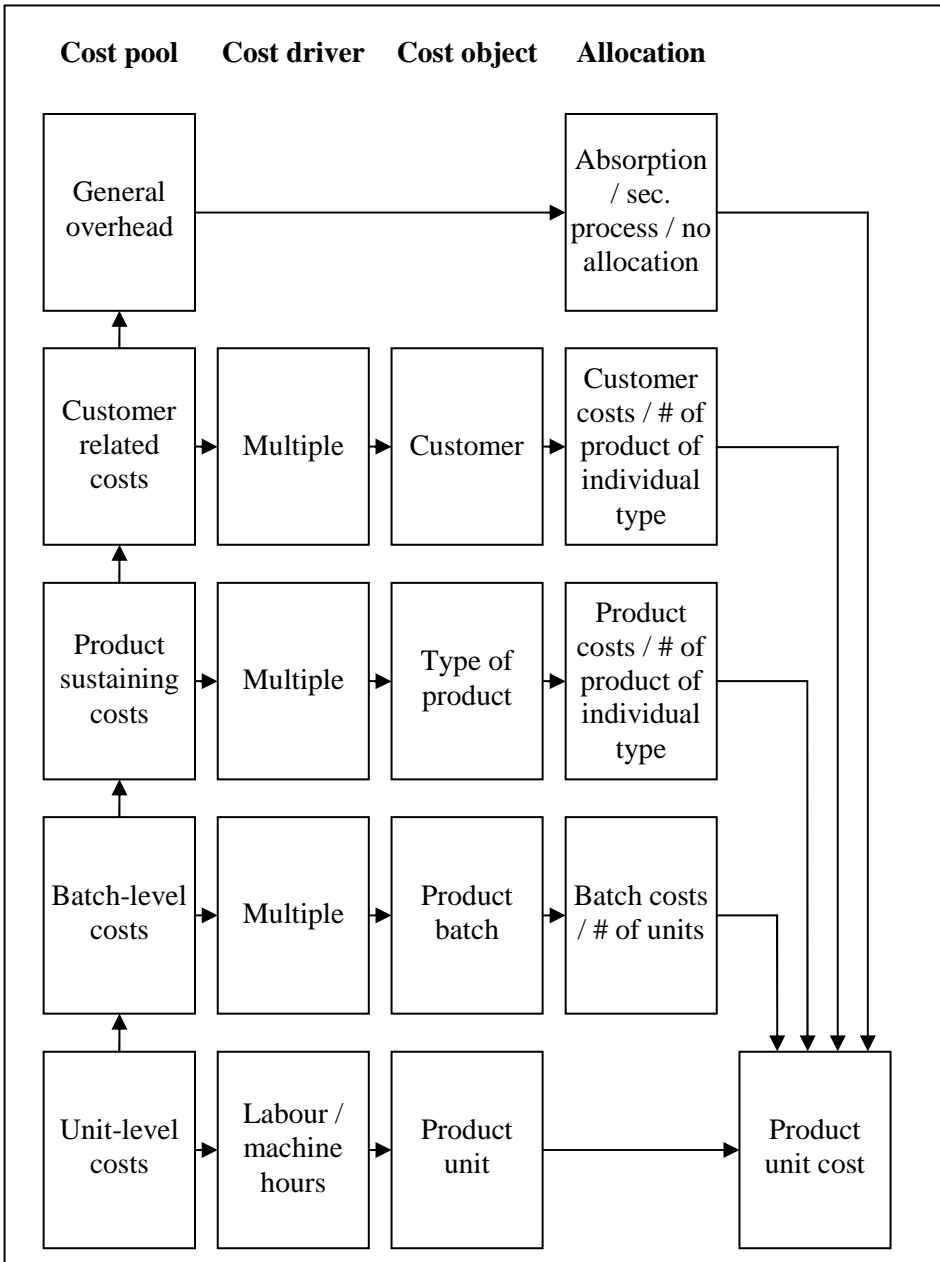 Cost pool Cost driver Cost object Allocation
General
overhead
Absorption
/ sec.
process / no
allocation
Customer
related
costs
Multiple
Customer
Customer
costs / # of
product of
individual
type
Product
sustaining
costs
Multiple
Type of
product
Product
costs / # of
product of
individual
type
Batch-level
costs
Multiple
Product
batch
Batch costs
/ # of units
Unit-level
costs
Labour /
machine
hours
Product
unit
Product
unit cost